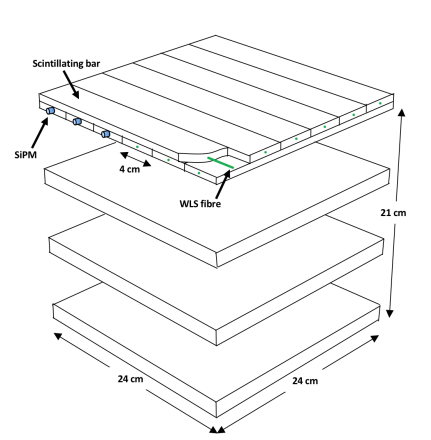 Scintillating bar
SiPM
4 cm
WLS fibre
21 cm
24 cm
24 cm